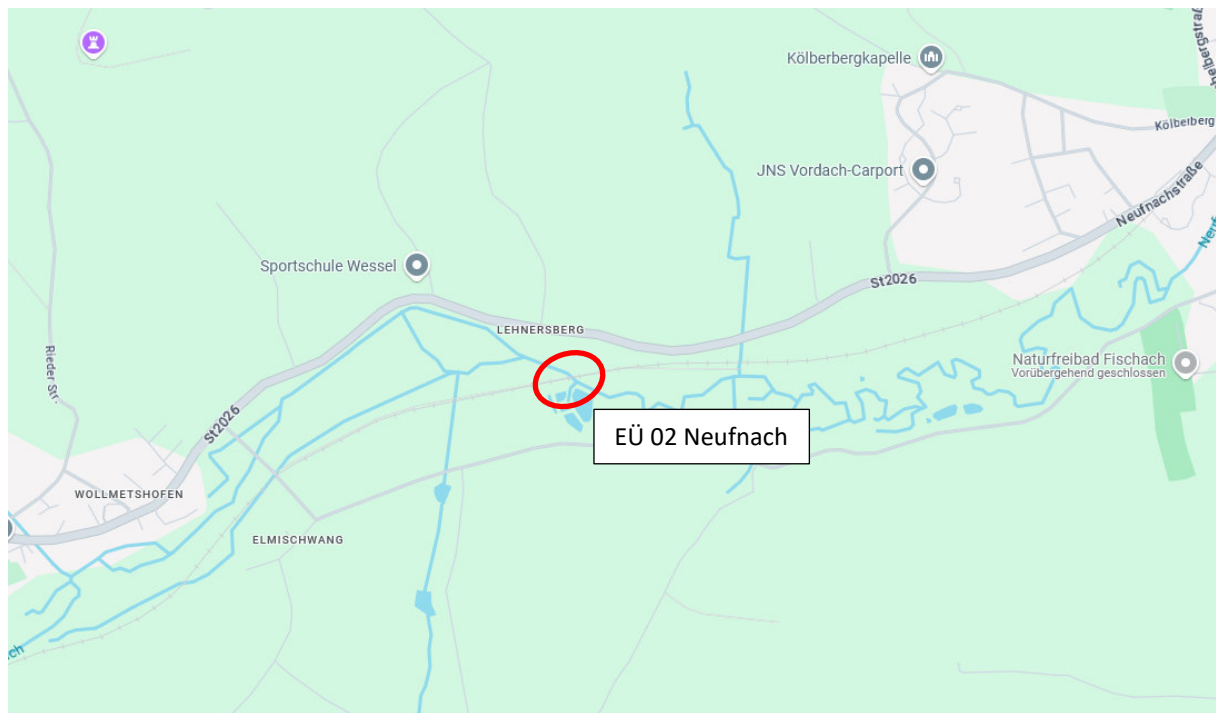 Kölberbergkapelle
Kölberberg
JNS Vordach-Carport
Neufnachstraße
Sportschule Wessel
St2026
LEHNERSBERG
Rieder Str.
Naturfreibad Fischach
Vorübergehend geschlossen
EÜ 02 Neufnach
St2026
WOLLMETSHOFEN
ELMISCHWANG